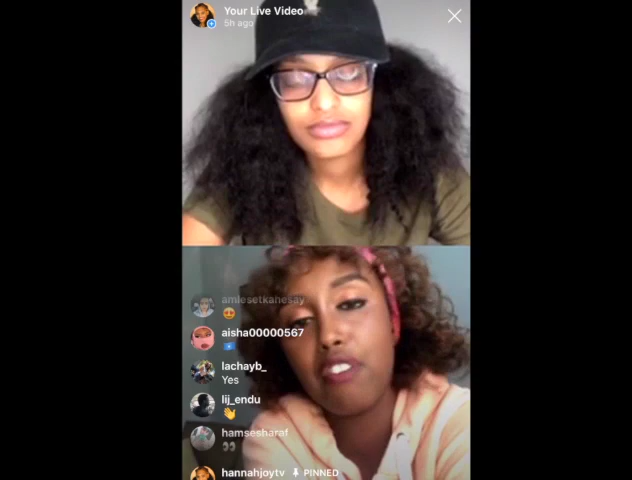 Your Live Video
5h ago
amlesetkahesay
aisha00000567
lachayb_
Yes
lij_endu
hamsesharaf
hannahjoytv PINNED